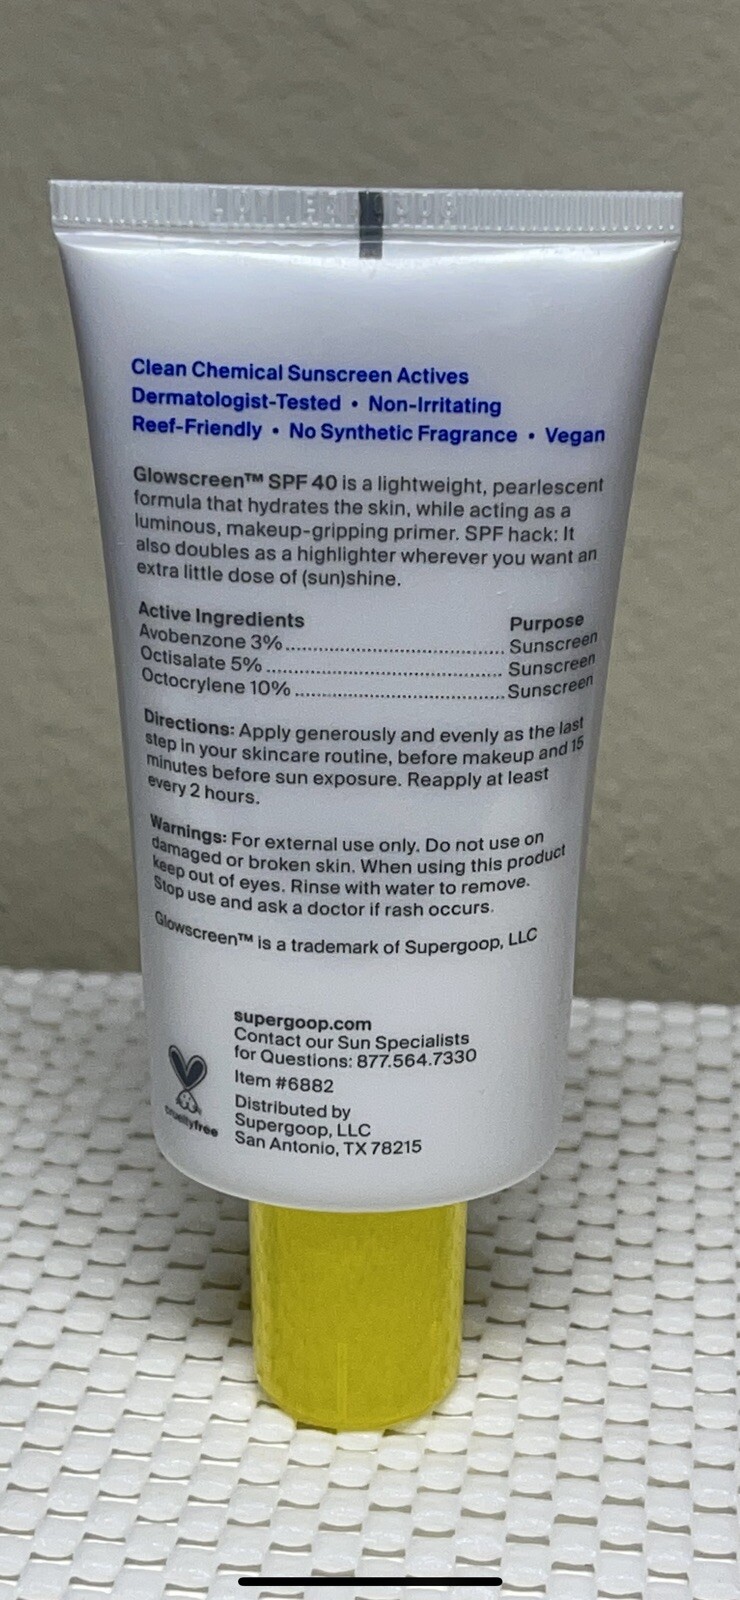 Clean Chemical Sunscreen Actives
Dermatologist-Tested • Non-Irritating
Reef-Friendly • No Synthetic Fragrance • Vegan
Glowscreen™ SPF 40 is a lightweight, pearlescent
formula that hydrates the skin, while acting as a
luminous, makeup-gripping primer. SPF hack: It
also doubles as a highlighter wherever you want an
extra little dose of (sun)shine.
Active Ingredients Purpose
Avobenzone 3%........................................ Sunscreen
Octisalate 5%........................................... Sunscreen
Octocrylene 10%...................................... Sunscreen
Directions: Apply generously and evenly as the last
step in your skincare routine, before makeup and 15
minutes before sun exposure. Reapply at least
every 2 hours.
Warnings: For external use only. Do not use on
damaged or broken skin. When using this product
keep out of eyes. Rinse with water to remove.
Stop use and ask a doctor if rash occurs.
Glowscreen™ is a trademark of Supergoop, LLC
supergoop.com
Contact our Sun Specialists
for Questions: 877.564.7330
Item #6882
Distributed by
Supergoop, LLC
San Antonio, TX 78215
crueltyfree